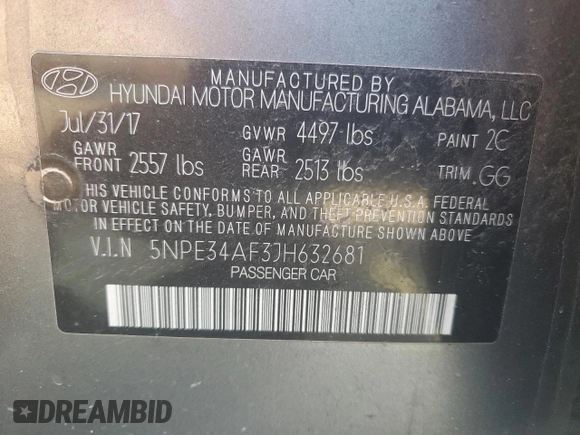 MANUFACTURED BY
HYUNDAI MOTOR MANUFACTURING ALABAMA, LLC
Jul/31/17 GVWR 4497 lbs PAINT 2C
GAWR FRONT 2557 lbs GAWR REAR 2513 lbs TRIM GG
THIS VEHICLE CONFORMS TO ALL APPLICABLE U.S.A. FEDERAL
MOTOR VEHICLE SAFETY, BUMPER, AND THEFT PREVENTION STANDARDS
IN EFFECT ON THE DATE OF MANUFACTURE SHOWN ABOVE
V.I.N 5NPE34AF3JH632681
PASSENGER CAR
DREAMBID